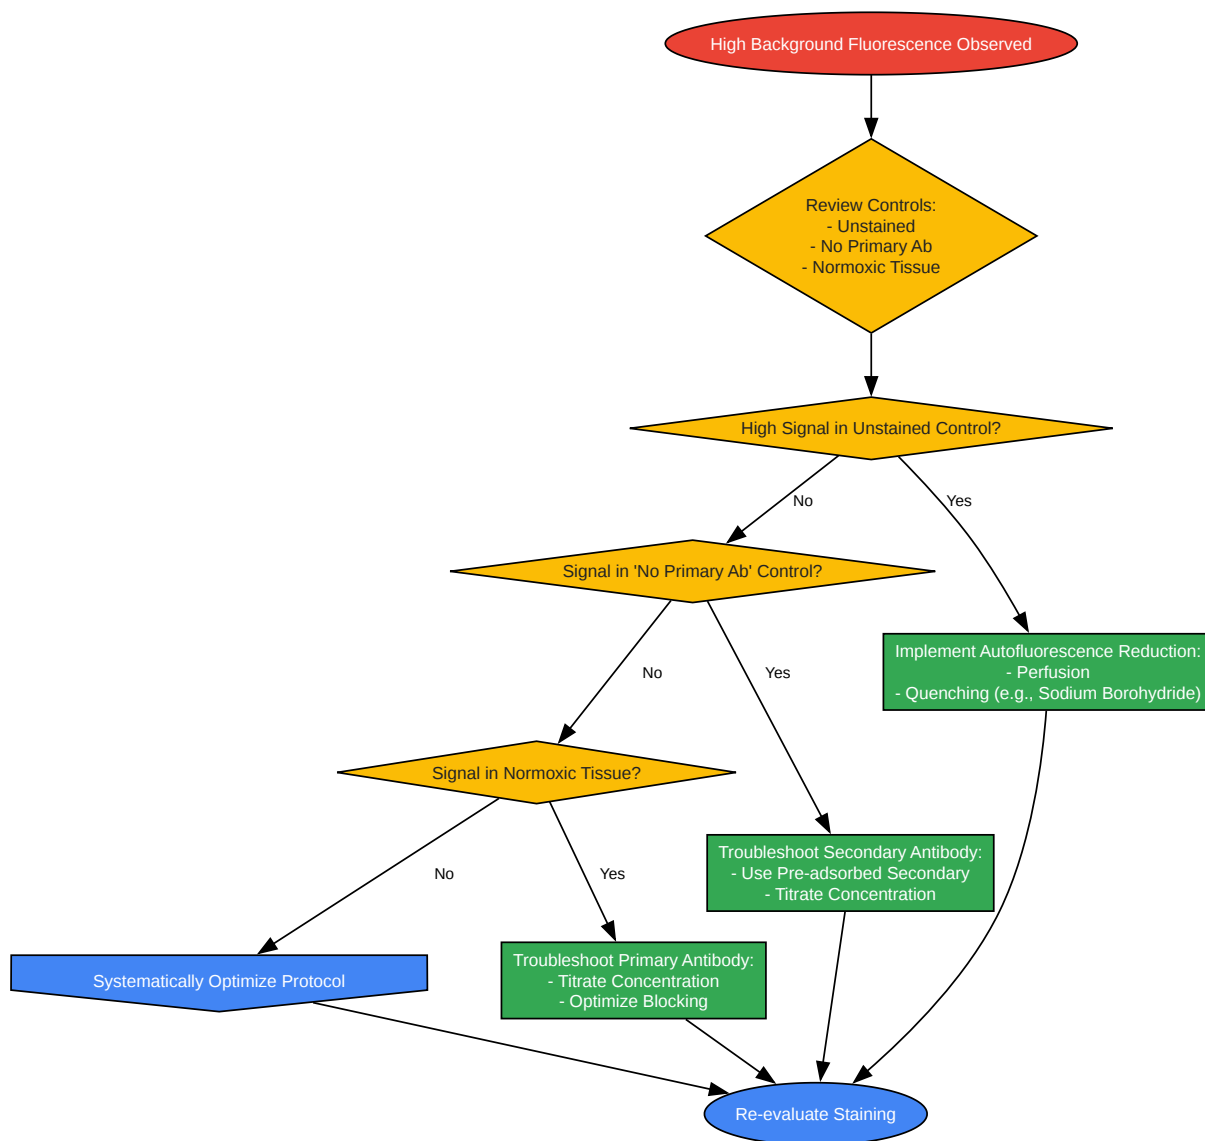 High Background Fluorescence Observed
Review Controls:
- Unstained
- No Primary Ab
- Normoxic Tissue
High Signal in Unstained Control?
No
Yes
Signal in 'No Primary Ab' Control?
No
Yes
Implement Autofluorescence Reduction:
- Perfusion
- Quenching (e.g., Sodium Borohydride)
Signal in Normoxic Tissue?
No
Yes
Troubleshoot Secondary Antibody:
- Use Pre-adsorbed Secondary
- Titrate Concentration
Systematically Optimize Protocol
Troubleshoot Primary Antibody:
- Titrate Concentration
- Optimize Blocking
Re-evaluate Staining